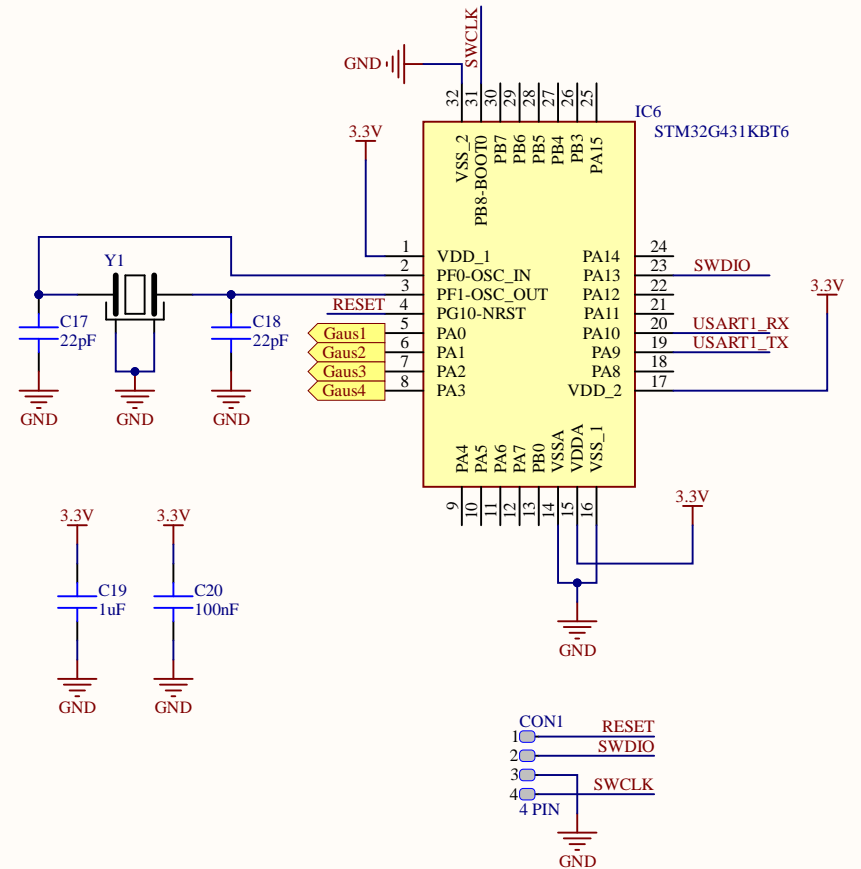 SWCLK
GND
32
31
30
29
28
27
26
25
IC6
STM32G431KBT6
3.3V
VSS_2
PB8-BOOT0
PB7
PB6
PB5
PB4
PB3
PA15
1 VDD_1 PA14 24
2 PF0-OSC_IN PA13 23 SWDIO
3 PF1-OSC_OUT PA12 22
RESET 4 PG10-NRST PA11 21
Gaus1 5 PA0 PA10 20 USART1_RX
Gaus2 6 PA1 PA9 19 USART1_TX
Gaus3 7 PA2 PA8 18
Gaus4 8 PA3 VDD_2 17
3.3V
Y1
C17
22pF
C18
22pF
GND
GND
GND
PA4
PA5
PA6
PA7
PB0
VSSA
VDDA
VSS_1
9
10
11
12
13
14
15
16
3.3V
GND
3.3V
C19
1uF
GND
3.3V
C20
100nF
GND
CON1
1 RESET
2 SWDIO
3
4 SWCLK
4 PIN
GND